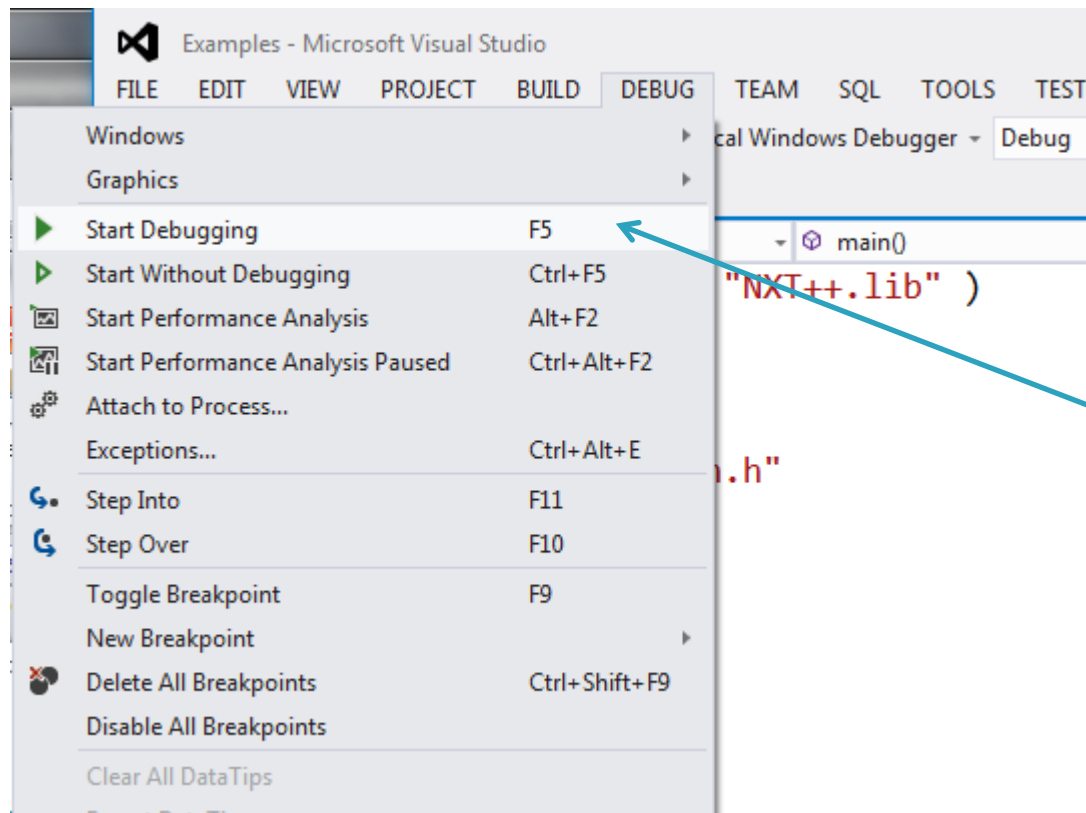 Examples - Microsoft Visual Studio
FILE EDIT VIEW PROJECT BUILD DEBUG TEAM SQL TOOLS TEST
Windows
cal Windows Debugger Debug
Graphics
Start Debugging F5
main()
Start Without Debugging Ctrl+F5
"NXT++.lib" )
Start Performance Analysis Alt+F2
Start Performance Analysis Paused Ctrl+Alt+F2
Attach to Process...
Exceptions... Ctrl+Alt+E
.h"
Step Into F11
Step Over F10
Toggle Breakpoint F9
New Breakpoint
Delete All Breakpoints Ctrl+Shift+F9
Disable All Breakpoints
Clear All DataTips